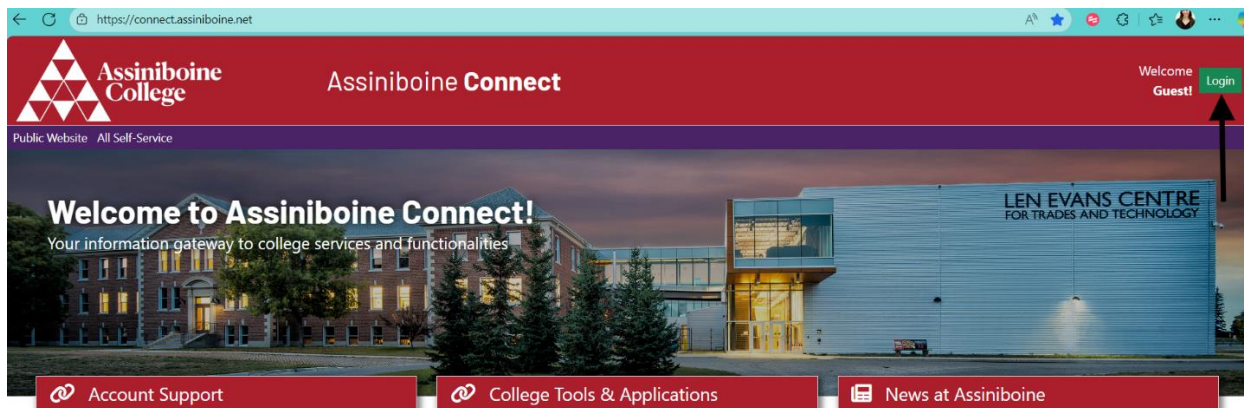 https://connect.assiniboine.net
Assiniboine
College
Assiniboine Connect
Welcome
Guest!
Login
Public Website All Self-Service
Welcome to Assiniboine Connect!
Your information gateway to college services and functionalities
LEN EVANS CENTRE
FOR TRADES AND TECHNOLOGY
Account Support
College Tools & Applications
News at Assiniboine